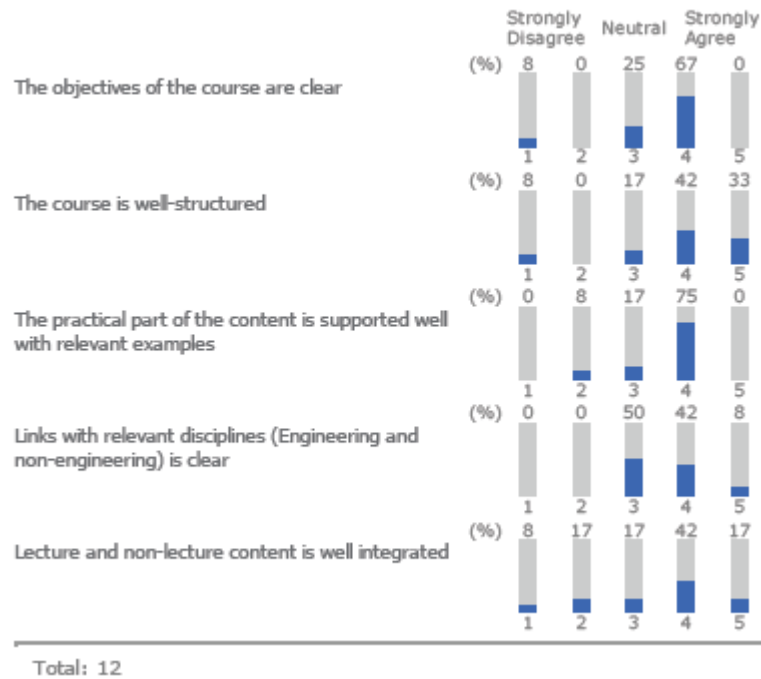 Strongly Disagree Neutral Strongly Agree
(%) 8 0 25 67 0
The objectives of the course are clear
1 2 3 4 5
(%) 8 0 17 42 33
The course is well-structured
1 2 3 4 5
(%) 0 8 17 75 0
The practical part of the content is supported well
with relevant examples
1 2 3 4 5
(%) 0 0 50 42 8
Links with relevant disciplines (Engineering and
non-engineering) is clear
1 2 3 4 5
(%) 8 17 17 42 17
Lecture and non-lecture content is well integrated
1 2 3 4 5
Total: 12